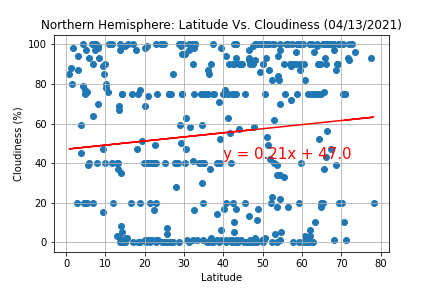 Northern Hemisphere: Latitude Vs. Cloudiness (04/13/2021)
100
80
60
40
20
0
Cloudiness (%)
y = 0.21x + 47.0
0 10 20 30 40 50 60 70 80
Latitude